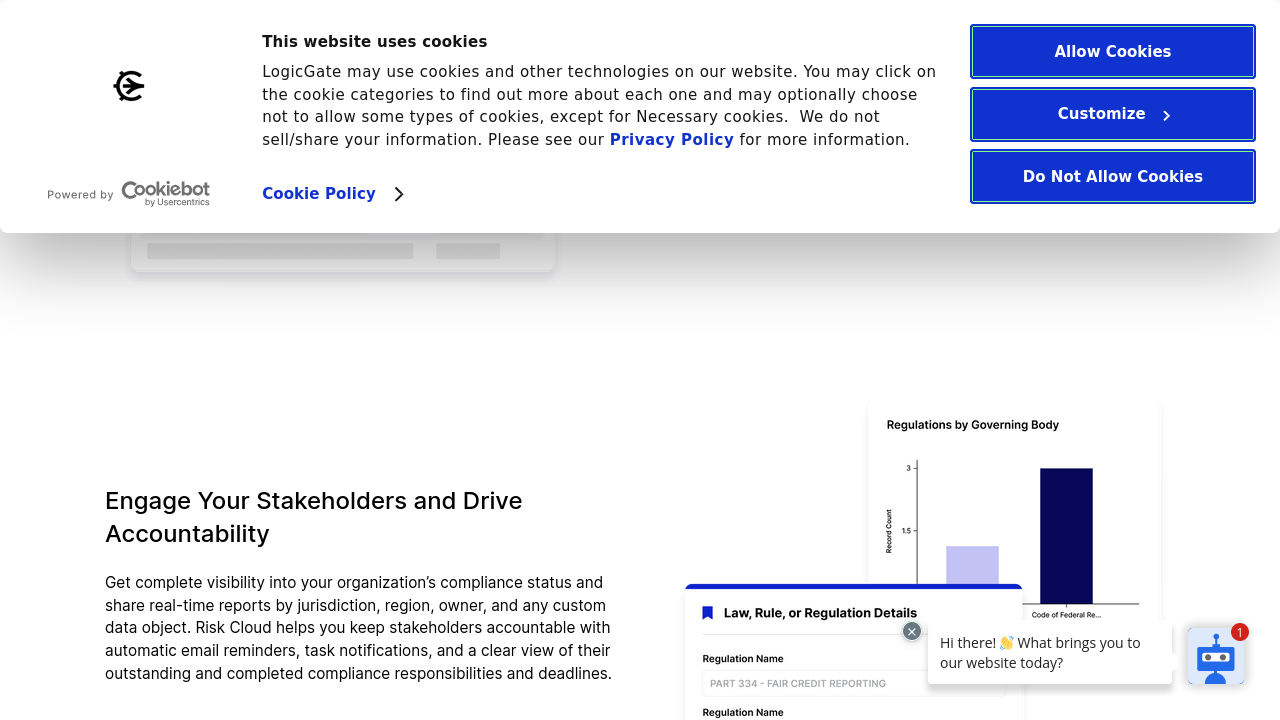 This website uses cookies
LogicGate may use cookies and other technologies on our website. You may click on
the cookie categories to find out more about each one and may optionally choose
not to allow some types of cookies, except for Necessary cookies.  We do not
sell/share your information. Please see our Privacy Policy for more information.
Cookie Policy
Powered by Cookiebot
by Usercentrics
Allow Cookies
Customize
Do Not Allow Cookies
Engage Your Stakeholders and Drive
Accountability
Get complete visibility into your organization’s compliance status and
share real-time reports by jurisdiction, region, owner, and any custom
data object. Risk Cloud helps you keep stakeholders accountable with
automatic email reminders, task notifications, and a clear view of their
outstanding and completed compliance responsibilities and deadlines.
Regulations by Governing Body
3
1.5
Record Count
Code of Federal Re...
Law, Rule, or Regulation Details
Regulation Name
PART 334 - FAIR CREDIT REPORTING
Regulation Name
Hi there! 👋 What brings you to
our website today?
1